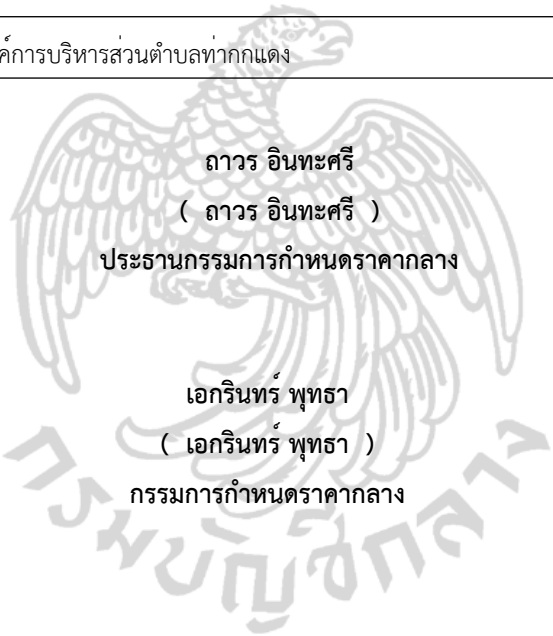 ค์การบริหารส่วนตำบลท่ากกแดง
ถาวร อินทะศรี
( ถาวร อินทะศรี )
ประธานกรรมการกำหนดราคากลาง
เอกรินทร์ พุทธา
( เอกรินทร์ พุทธา )
กรรมการกำหนดราคากลาง
กรมบัญชีกลาง